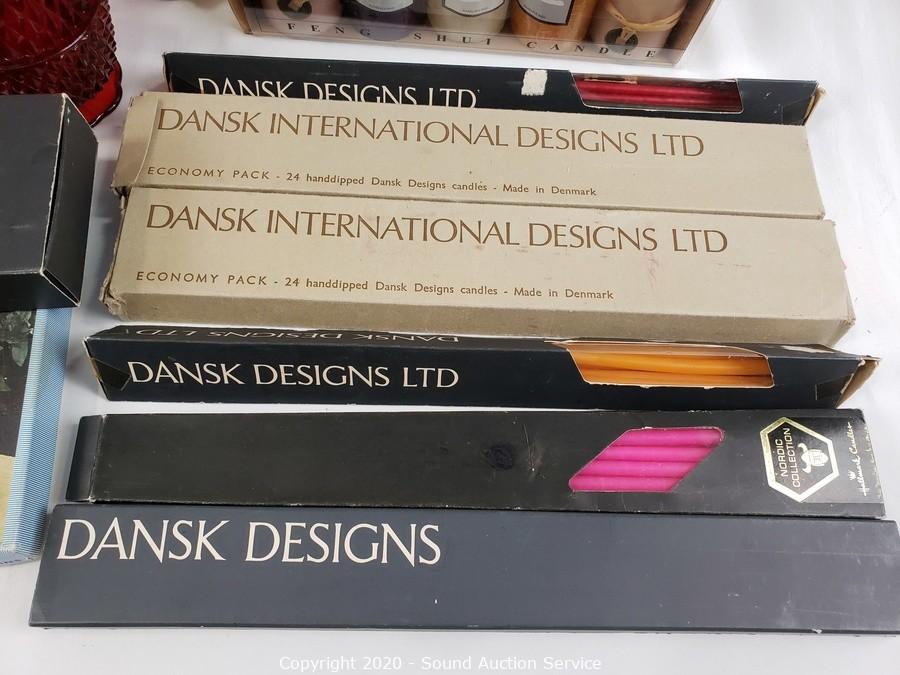 FENG SHUI CANDLE
DANSK DESIGNS LTD
DANSK INTERNATIONAL DESIGNS LTD
ECONOMY PACK - 24 handdipped Dansk Designs candles - Made in Denmark
DANSK INTERNATIONAL DESIGNS LTD
ECONOMY PACK - 24 handdipped Dansk Designs candles - Made in Denmark
DANSK DESIGNS LTD
DANSK DESIGNS LTD
NORDIC
COLLECTION
Hallmark Candles
DANSK DESIGNS
Copyright 2020 - Sound Auction Service